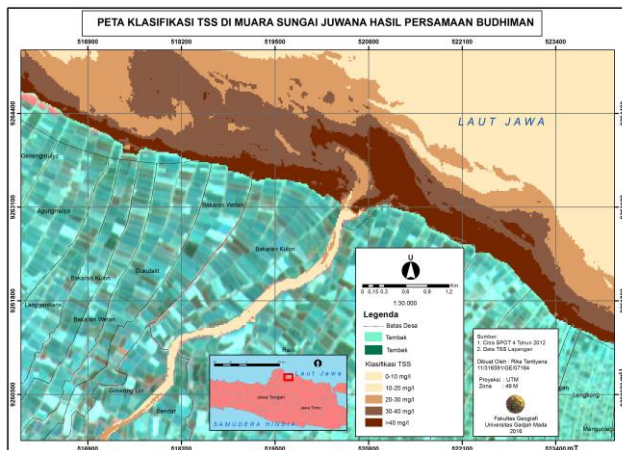 PETA KLASIFIKASI TSS DI MUARA SUNGAI JUWANA HASIL PERSAMAAN BUDHIMAN
516900 518200 519500 520800 522100 523400
9264400
LAUT JAWA
Genengmulyo
9263100
Agungmulyo
Bakaran Wetan
Bakaran Kulon
Bakaran Kulon
Dukutalit
9261800
Bakaran Wetan
Growong Lor
Bendar
Raci
9260500
U
0 0,15 0,3 0,6 0,9 1,2
Km
1:30.000
Legenda
Batas Desa
Tambak
Tambak
Klasifikasi TSS
0-10 mg/l
10-20 mg/l
20-30 mg/l
30-40 mg/l
>40 mg/l
Sumber:
1. Citra SPOT 4 Tahun 2012
2. Data TSS Lapangan
Dibuat Oleh : Rika Tantiyana
11/316591/GE/07164
Proyeksi : UTM
Zona : 49 M
Fakultas Geografi
Universitas Gadjah Mada
2016
Laut Jawa
Jawa Tengah
Jawa Timur
SAMUDERA HINDIA
Langkong
516900 518200 519500 520800 522100 523400 mT